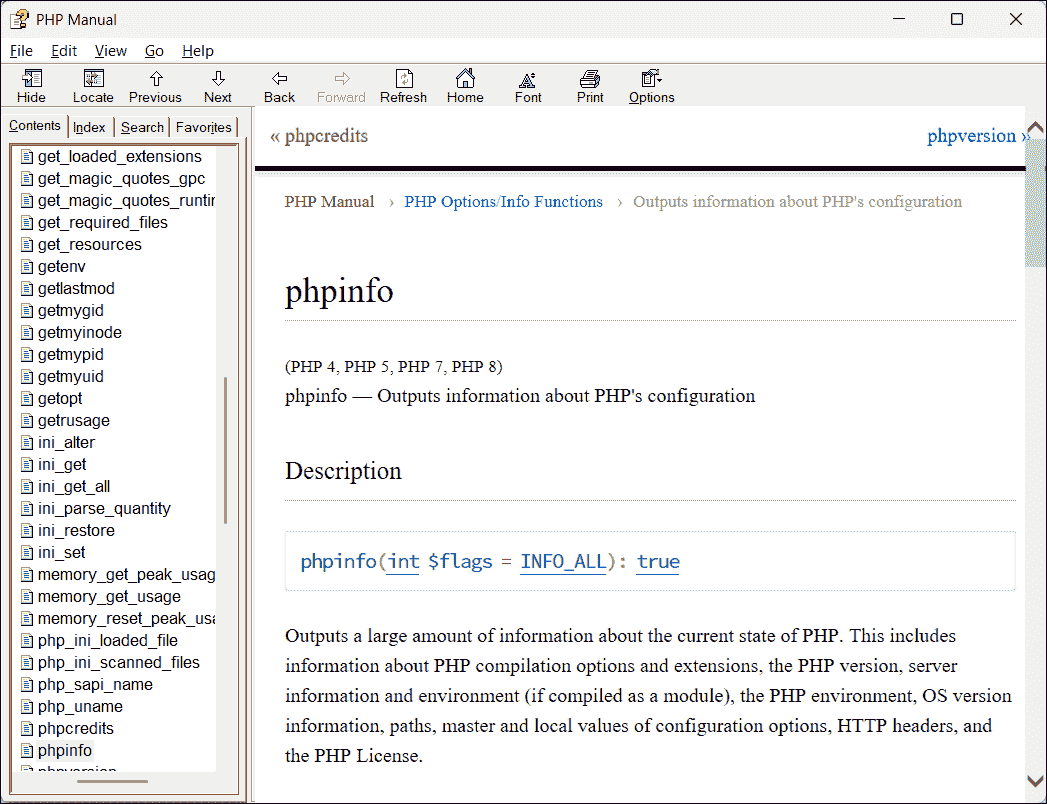 PHP Manual
File Edit View Go Help
Hide Locate Previous Next Back Forward Refresh Home Font Print Options
Contents Index Search Favorites
get_loaded_extensions
get_magic_quotes_gpc
get_magic_quotes_runtir
get_required_files
get_resources
getenv
getlastmod
getmygid
getmyinode
getmypid
getmyuid
getopt
getrusage
ini_alter
ini_get
ini_get_all
ini_parse_quantity
ini_restore
ini_set
memory_get_peak_usag
memory_get_usage
memory_reset_peak_usa
php_ini_loaded_file
php_ini_scanned_files
php_sapi_name
php_uname
phpcredits
phpinfo
phpversion
« phpcredits
phpversion »
PHP Manual › PHP Options/Info Functions › Outputs information about PHP's configuration
phpinfo
(PHP 4, PHP 5, PHP 7, PHP 8)
phpinfo — Outputs information about PHP's configuration
Description
phpinfo(int $flags = INFO_ALL): true
Outputs a large amount of information about the current state of PHP. This includes
information about PHP compilation options and extensions, the PHP version, server
information and environment (if compiled as a module), the PHP environment, OS version
information, paths, master and local values of configuration options, HTTP headers, and
the PHP License.